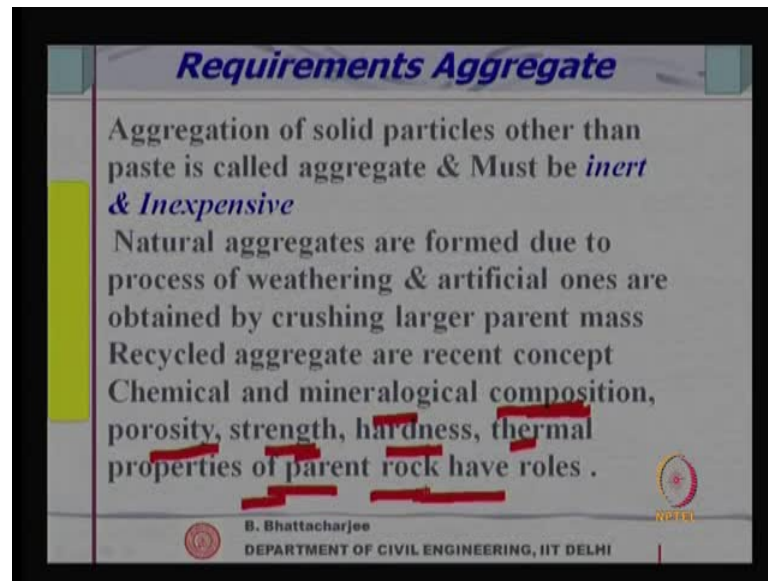 Requirements Aggregate
Aggregation of solid particles other than
paste is called aggregate & Must be inert
& Inexpensive
Natural aggregates are formed due to
process of weathering & artificial ones are
obtained by crushing larger parent mass
Recycled aggregate are recent concept
Chemical and mineralogical composition,
porosity, strength, hardness, thermal
properties of parent rock have roles .
NPTEL
B. Bhattacharjee
DEPARTMENT OF CIVIL ENGINEERING, IIT DELHI